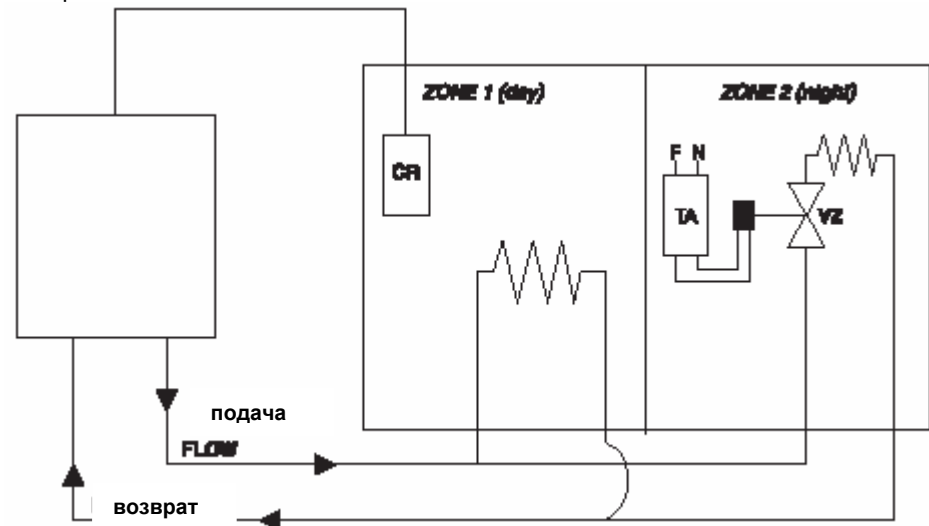 ZONE 1 (day)
ZONE 2 (night)
F N
CR
TA
VZ
подача
FLOW
возврат